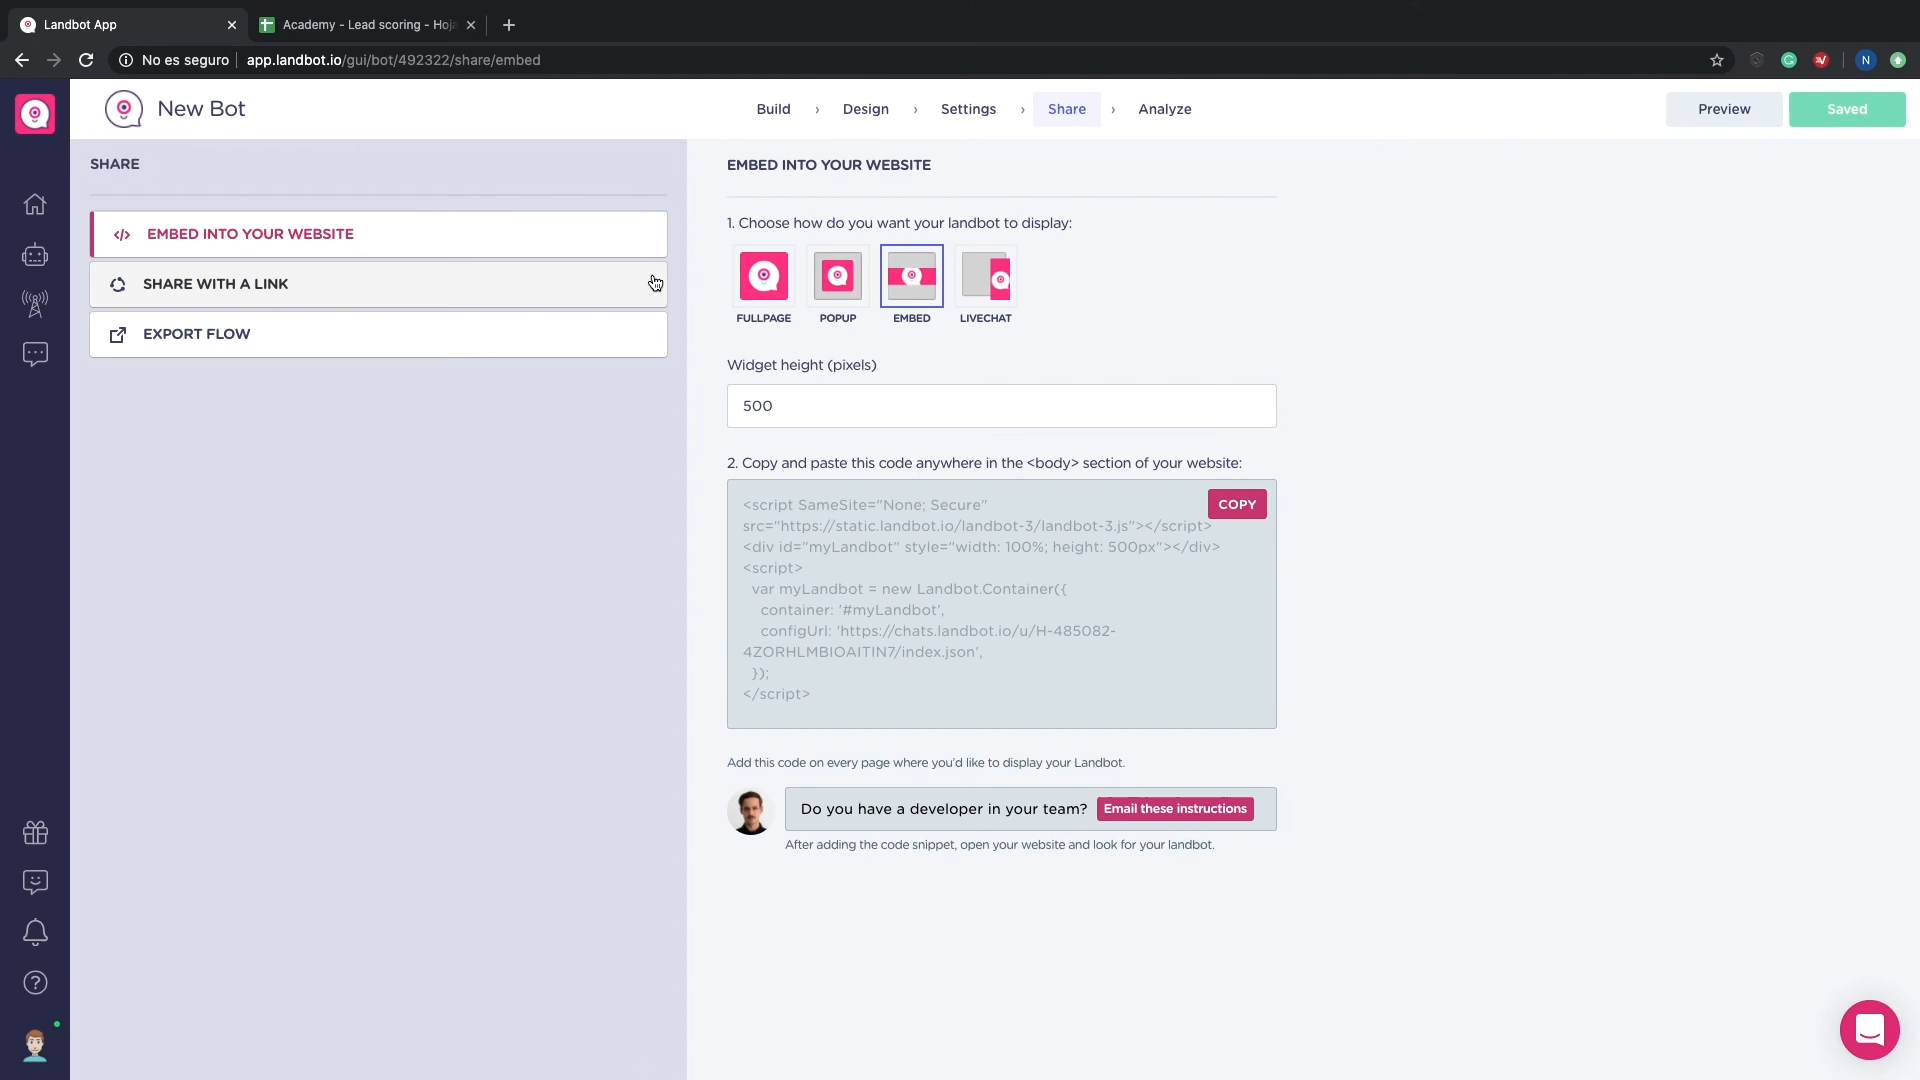 Landbot App
Academy - Lead scoring - Hoja
No es seguro
app.landbot.io/gui/bot/492322/share/embed
N
New Bot
Build
Design
Settings
Share
Analyze
Preview
Saved
SHARE
</> EMBED INTO YOUR WEBSITE
SHARE WITH A LINK
EXPORT FLOW
EMBED INTO YOUR WEBSITE
1. Choose how do you want your landbot to display:
FULLPAGE
POPUP
EMBED
LIVECHAT
Widget height (pixels)
500
2. Copy and paste this code anywhere in the <body> section of your website:
COPY
<script SameSite="None; Secure"
src="https://static.landbot.io/landbot-3/landbot-3.js"></script>
<div id="myLandbot" style="width: 100%; height: 500px"></div>
<script>
var myLandbot = new Landbot.Container({
container: '#myLandbot',
configUrl: 'https://chats.landbot.io/u/H-485082-
4ZORHLMBIOAITIN7/index.json',
});
</script>
Add this code on every page where you'd like to display your Landbot.
Do you have a developer in your team?
Email these instructions
After adding the code snippet, open your website and look for your landbot.